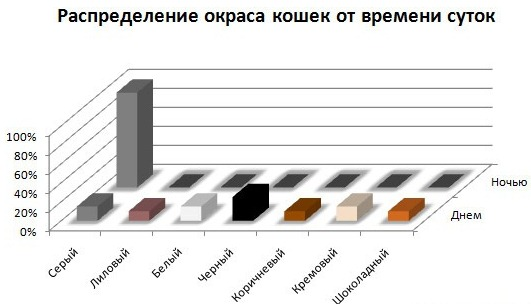 Распределение окраса кошек от времени суток
100%
80%
60%
40%
20%
0%
Ночью
Днем
Серый
Лиловый
Белый
Черный
Коричневый
Кремовый
Шоколадный